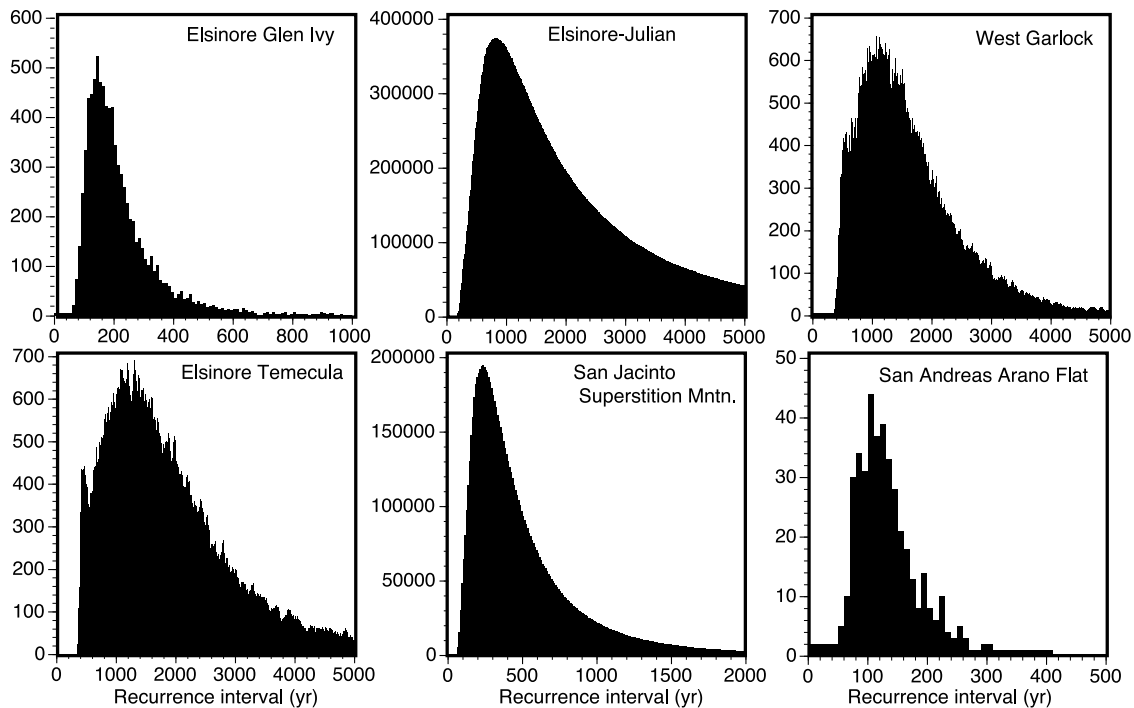 Elsinore Glen Ivy
600
500
400
300
200
100
0
0 200 400 600 800 1000
Elsinore-Julian
400000
300000
200000
100000
0
0 1000 2000 3000 4000 5000
West Garlock
700
600
500
400
300
200
100
0
0 1000 2000 3000 4000 5000
Elsinore Temecula
700
600
500
400
300
200
100
0
0 1000 2000 3000 4000 5000
Recurrence interval (yr)
San Jacinto
Superstition Mntn.
200000
150000
100000
50000
0
0 500 1000 1500 2000
Recurrence interval (yr)
San Andreas Arano Flat
50
40
30
20
10
0
0 100 200 300 400 500
Recurrence interval (yr)